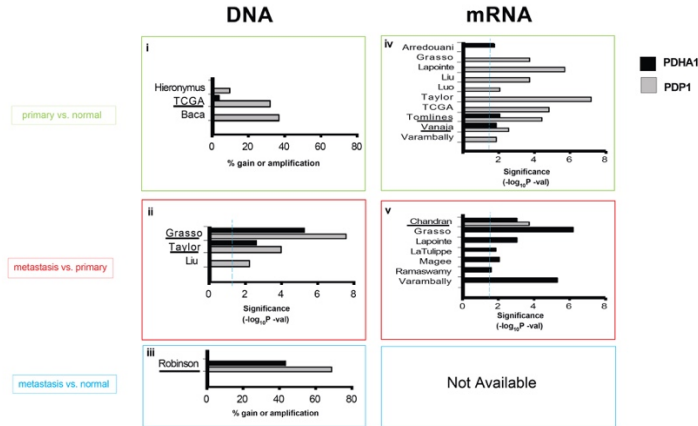 DNA
mRNA
i
Hieronymus
TCGA
Baca
0
20
40
60
80
% gain or amplification
iv
Arredouani
Grasso
Lapointe
Liu
Luo
Taylor
TCGA
Tomlines
Vanaja
Varambally
0
2
4
6
8
Significance
(-log10P -val)
PDHA1
PDP1
primary vs. normal
ii
Grasso
Taylor
Liu
0
2
4
6
8
Significance
(-log10P -val)
v
Chandran
Grasso
Lapointe
LaTulippe
Magee
Ramaswamy
Varambally
0
2
4
6
8
Significance
(-log10P -val)
metastasis vs. primary
iii
Robinson
0
20
40
60
80
% gain or amplification
Not Available
metastasis vs. normal